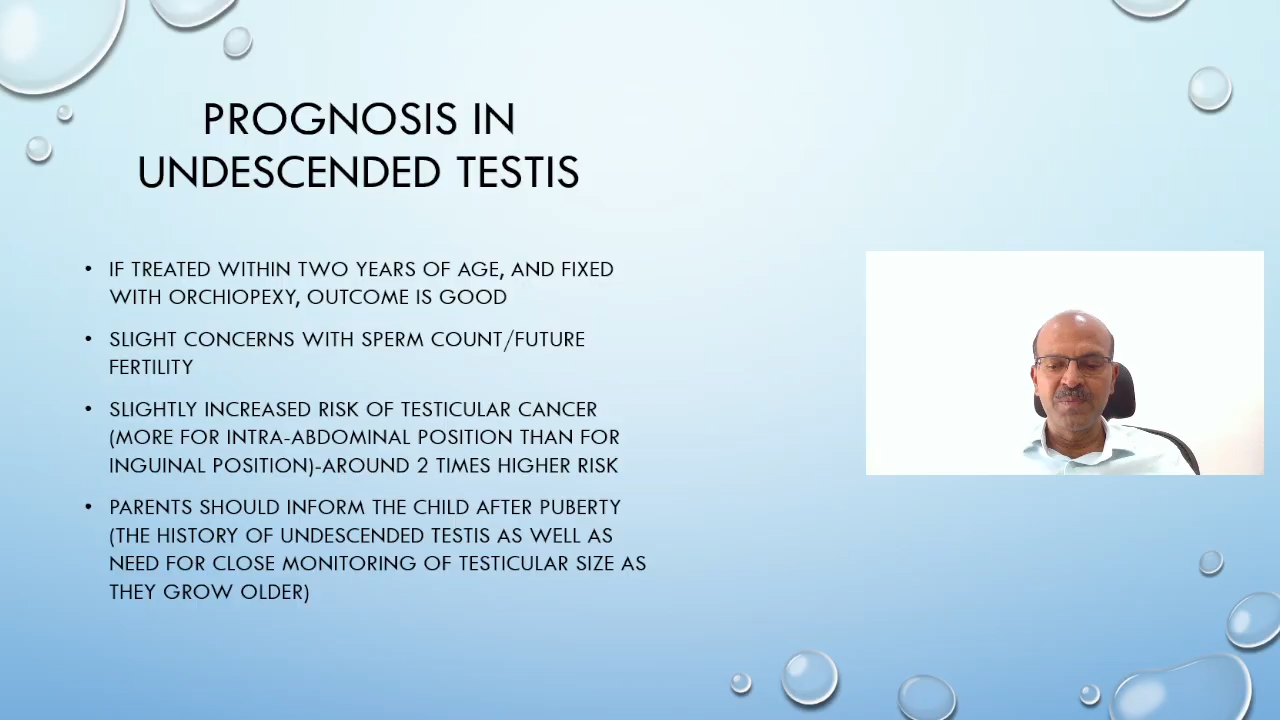 PROGNOSIS IN
UNDESCENDED TESTIS
• IF TREATED WITHIN TWO YEARS OF AGE, AND FIXED
WITH ORCHIOPEXY, OUTCOME IS GOOD
• SLIGHT CONCERNS WITH SPERM COUNT/FUTURE
FERTILITY
• SLIGHTLY INCREASED RISK OF TESTICULAR CANCER
(MORE FOR INTRA-ABDOMINAL POSITION THAN FOR
INGUINAL POSITION)-AROUND 2 TIMES HIGHER RISK
• PARENTS SHOULD INFORM THE CHILD AFTER PUBERTY
(THE HISTORY OF UNDESCENDED TESTIS AS WELL AS
NEED FOR CLOSE MONITORING OF TESTICULAR SIZE AS
THEY GROW OLDER)